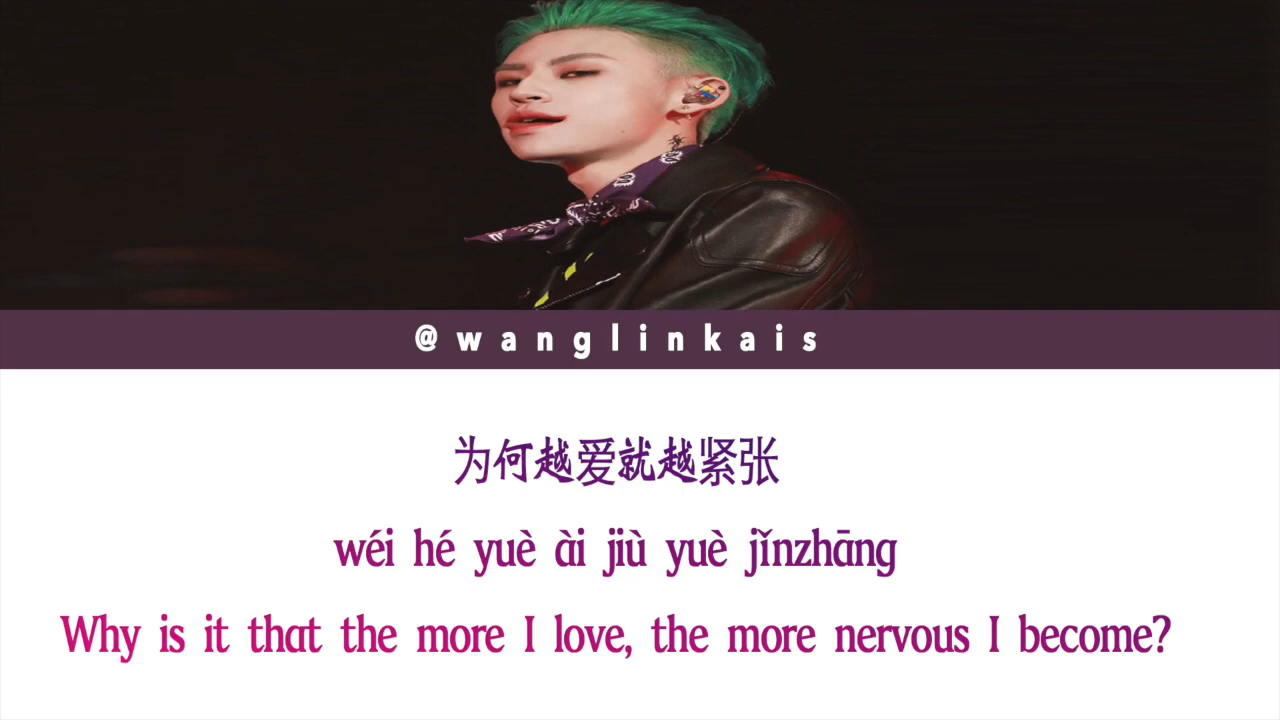 @wanglinkais
为何越爱就越紧张
wéi hé yuè ài jiù yuè jǐnzhāng
Why is it that the more I love, the more nervous I become?